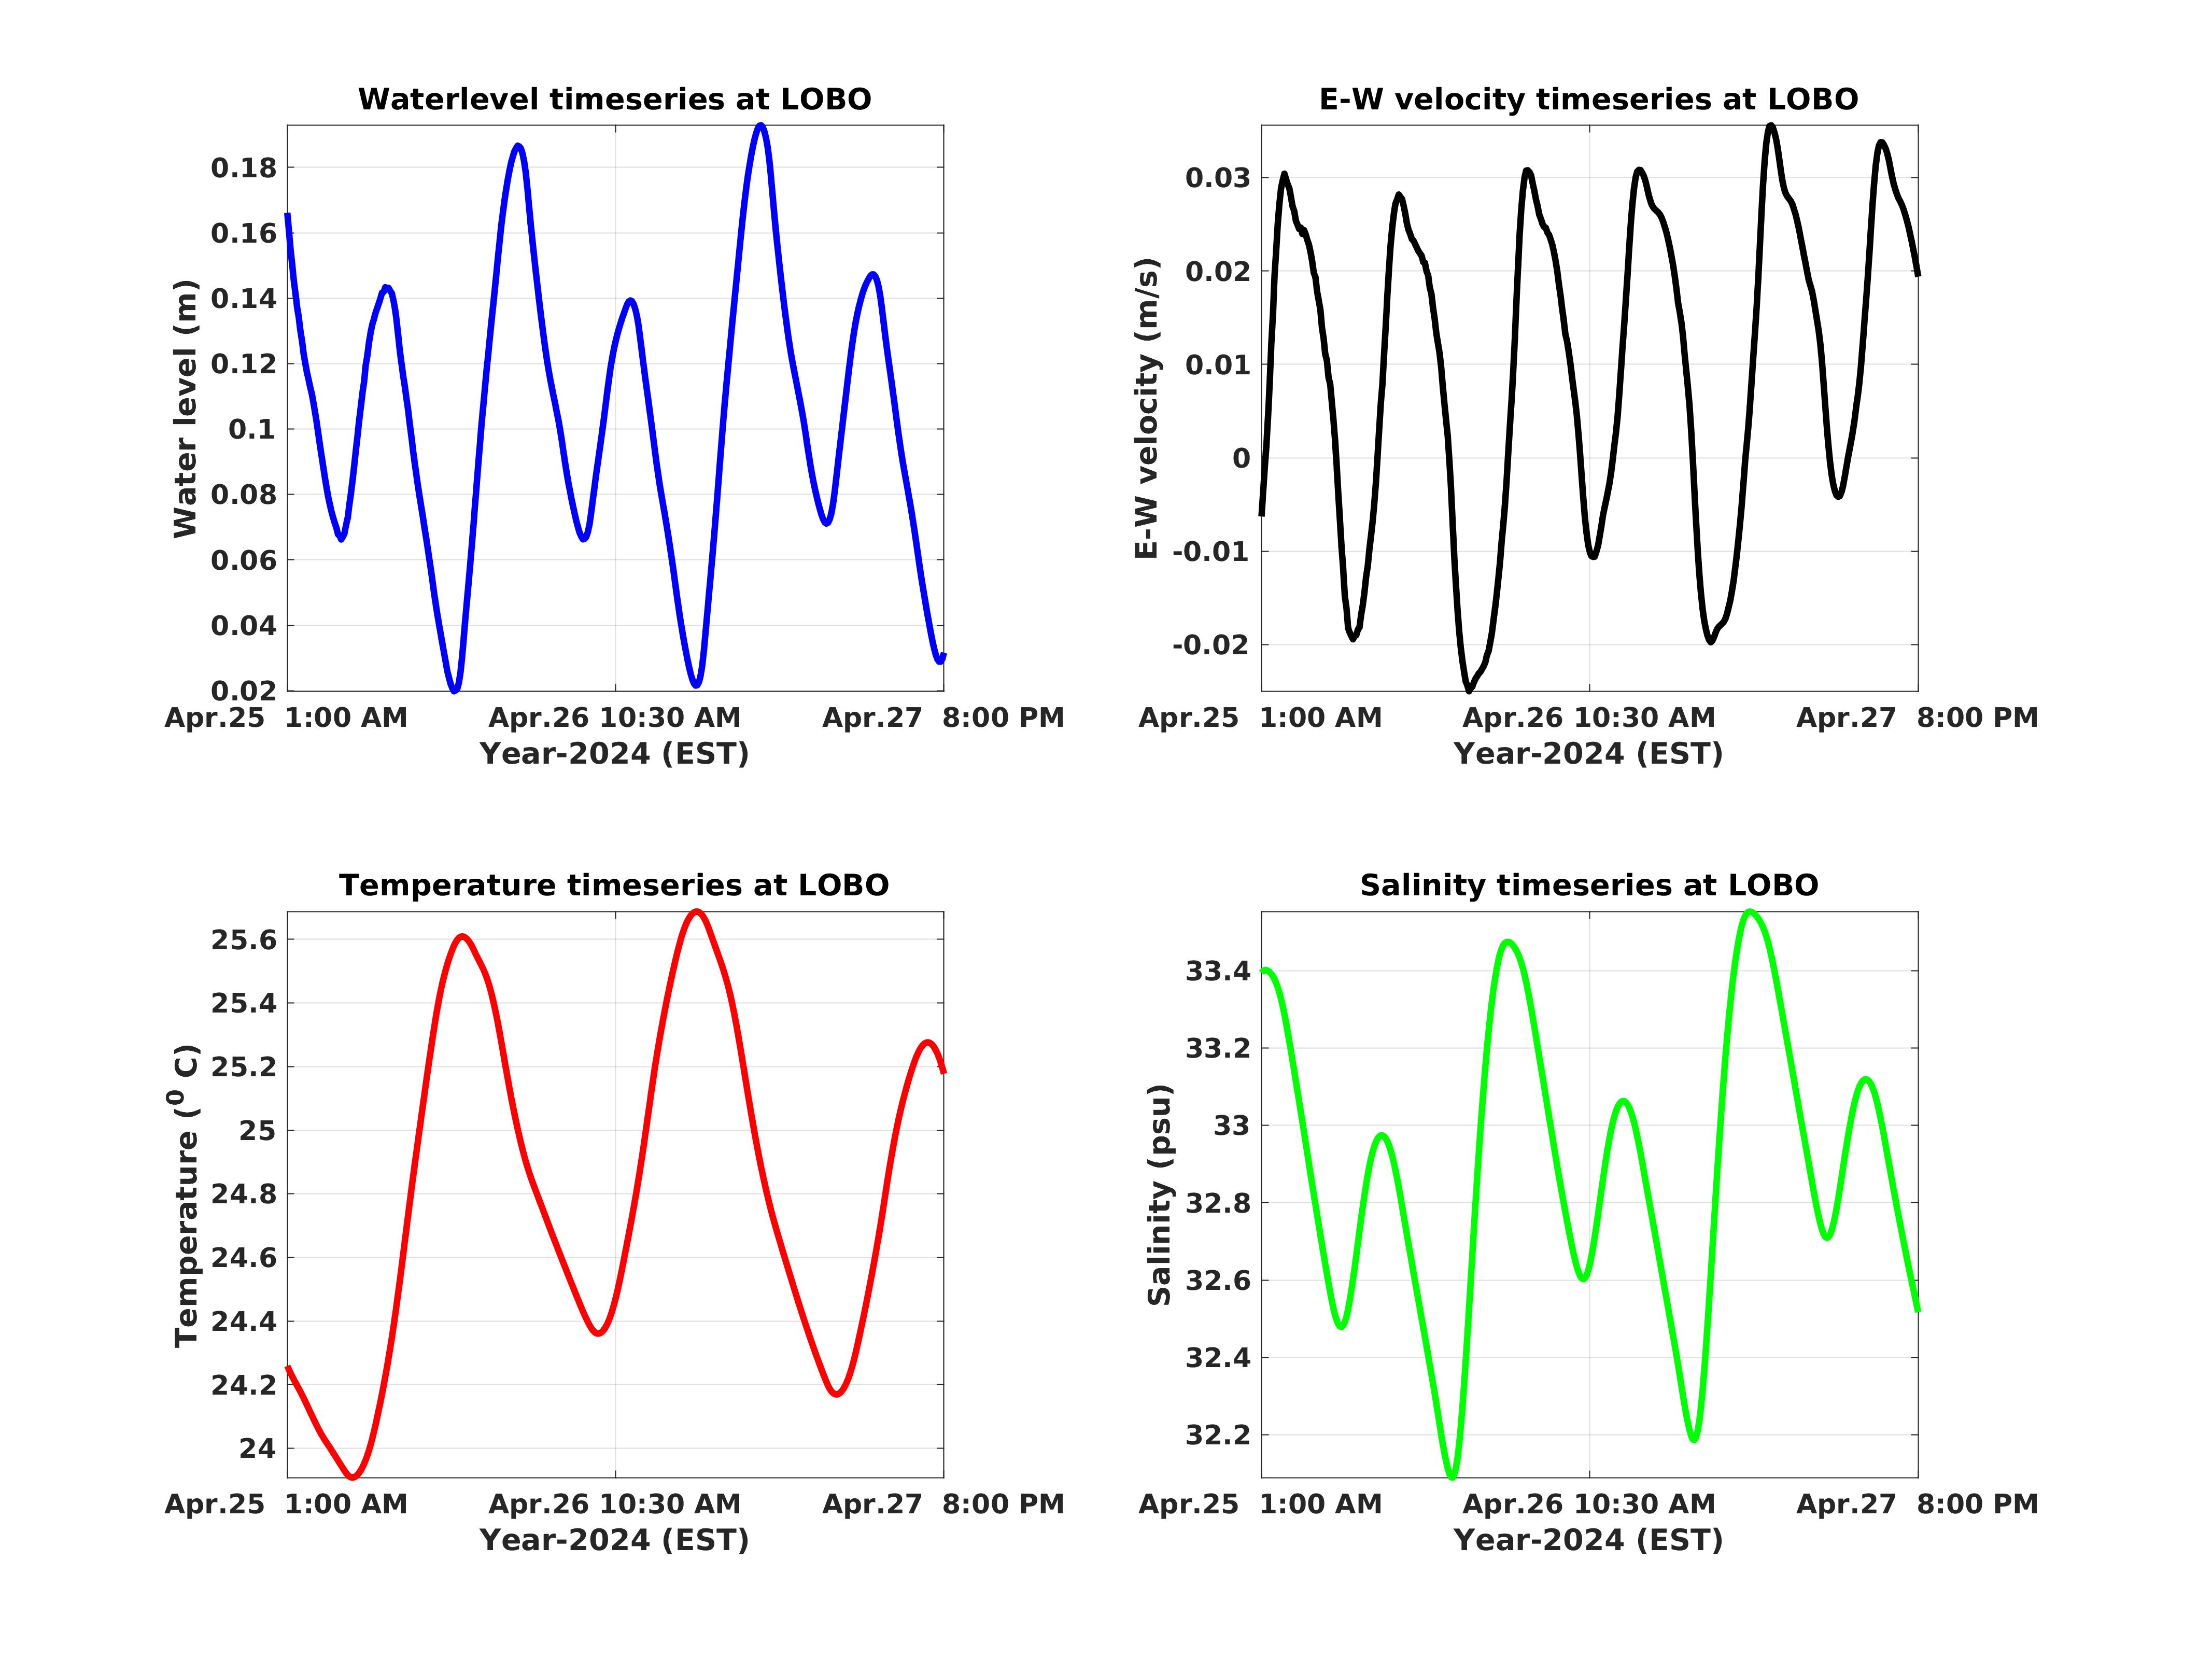 Waterlevel timeseries at LOBO
Water level (m)
0.18
0.16
0.14
0.12
0.1
0.08
0.06
0.04
0.02
Apr.25 1:00 AM Apr.26 10:30 AM Apr.27 8:00 PM
Year-2024 (EST)
E-W velocity timeseries at LOBO
E-W velocity (m/s)
0.03
0.02
0.01
0
-0.01
-0.02
Apr.25 1:00 AM Apr.26 10:30 AM Apr.27 8:00 PM
Year-2024 (EST)
Temperature timeseries at LOBO
Temperature (⁰ C)
25.6
25.4
25.2
25
24.8
24.6
24.4
24.2
24
Apr.25 1:00 AM Apr.26 10:30 AM Apr.27 8:00 PM
Year-2024 (EST)
Salinity timeseries at LOBO
Salinity (psu)
33.4
33.2
33
32.8
32.6
32.4
32.2
Apr.25 1:00 AM Apr.26 10:30 AM Apr.27 8:00 PM
Year-2024 (EST)